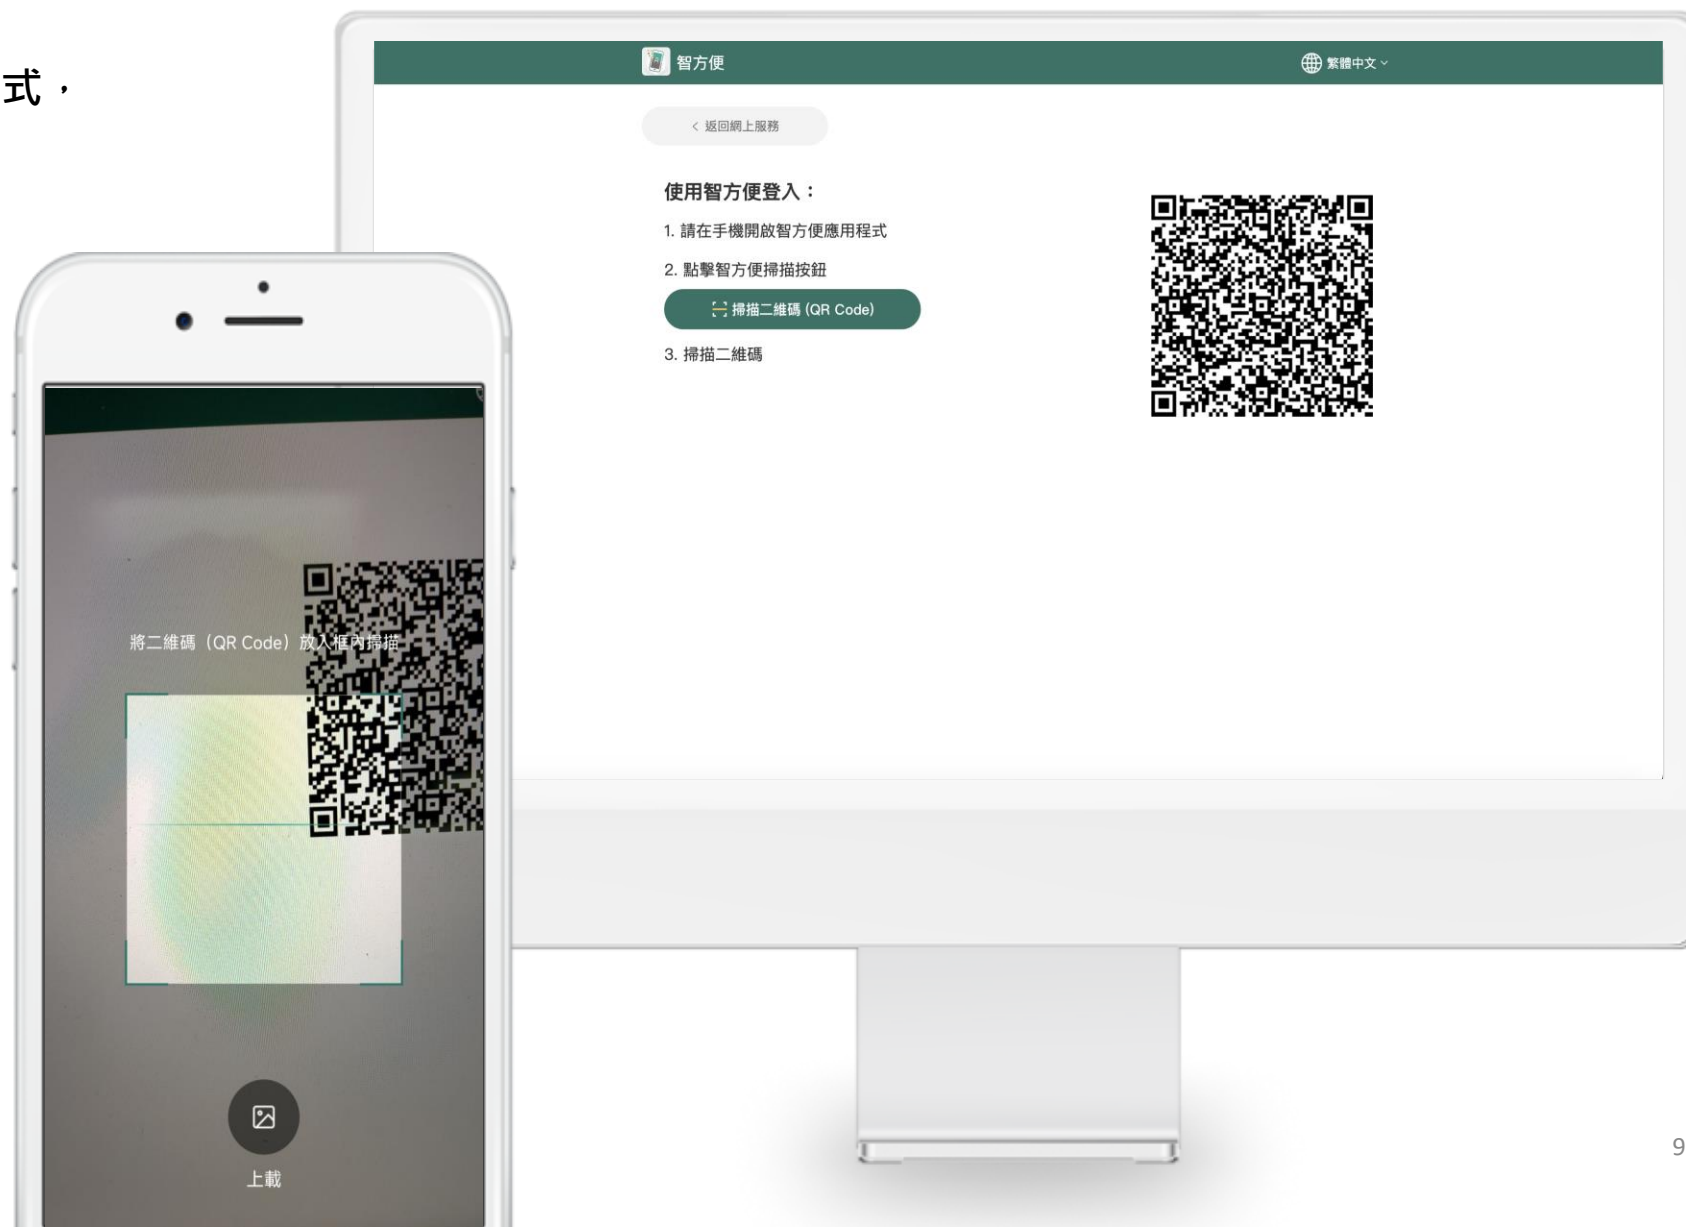 式，
智方便
繁體中文
< 返回網上服務
使用智方便登入：
1. 請在手機開啟智方便應用程式
2. 點擊智方便掃描按鈕
掃描二維碼 (QR Code)
3. 掃描二維碼
將二維碼（QR Code）放入框內掃描
上載
9